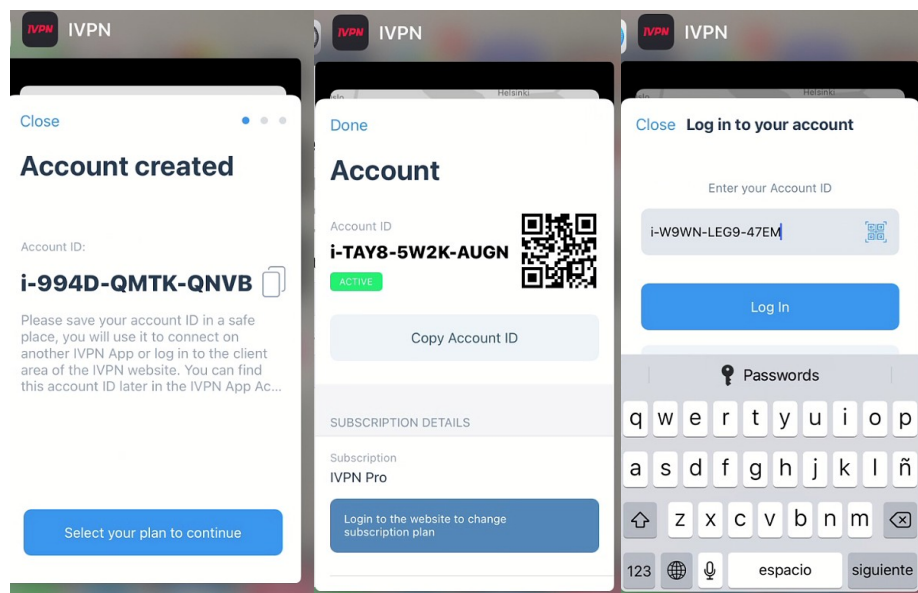 IVPN IVPN
Close
Account created
Account ID:
i-994D-QMTK-QNVB
Please save your account ID in a safe
place, you will use it to connect on
another IVPN App or log in to the client
area of the IVPN website. You can find
this account ID later in the IVPN App Ac...
Select your plan to continue
IVPN IVPN
Helsinki
Done
Account
Account ID
i-TAY8-5W2K-AUGN
ACTIVE
Copy Account ID
SUBSCRIPTION DETAILS
Subscription
IVPN Pro
Login to the website to change
subscription plan
IVPN IVPN
Helsinki
Close Log in to your account
Enter your Account ID
i-W9WN-LEG9-47EM
Log In
Passwords
q w e r t y u i o p
a s d f g h j k l ñ
z x c v b n m
123 espacio siguiente